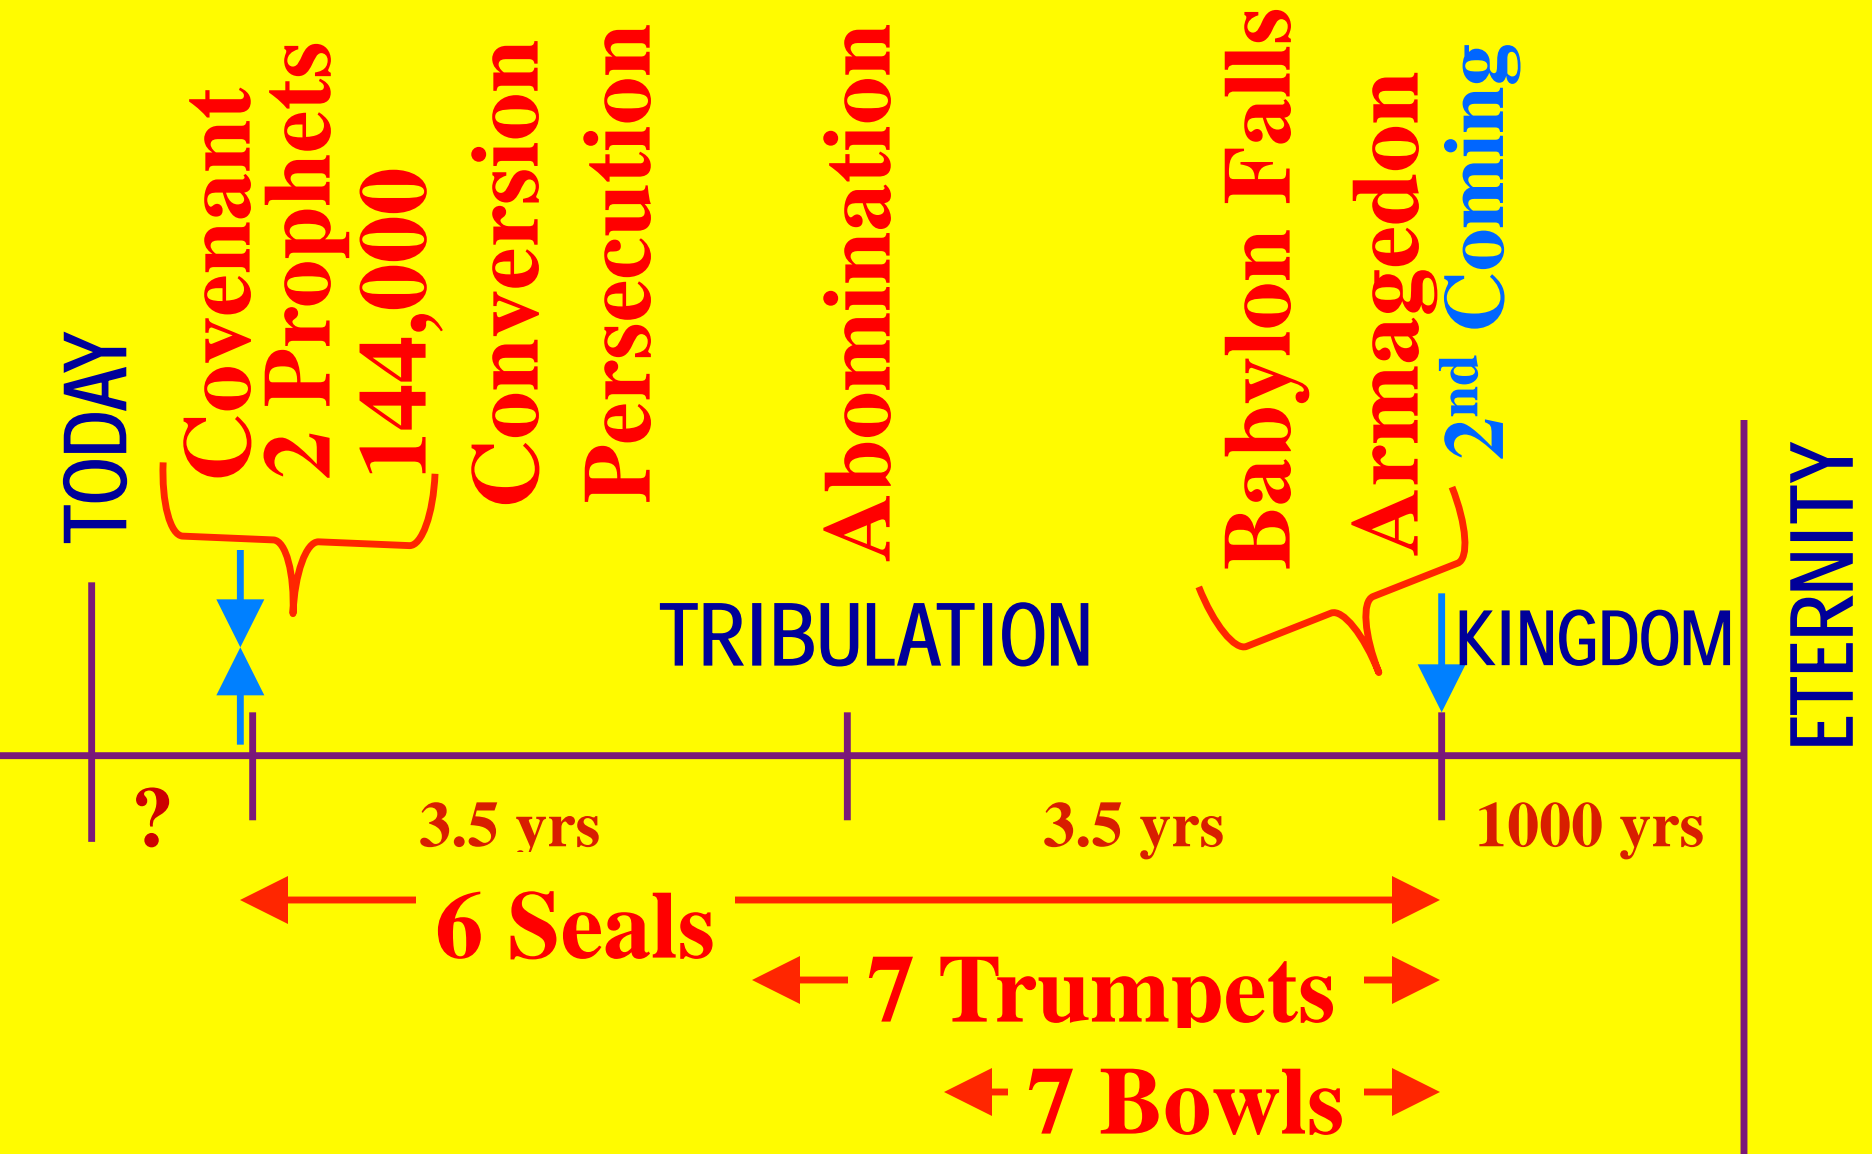 TODAY
Covenant
2 Prophets
144,000
Conversion
Persecution
Abomination
Babylon Falls
Armagedon
2nd Coming
TRIBULATION
KINGDOM
ETERNITY
?
3.5 yrs
3.5 yrs
1000 yrs
6 Seals
7 Trumpets
7 Bowls